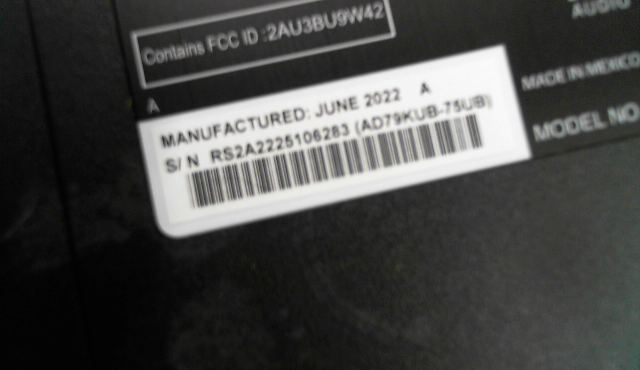 AUDIO
Contains FCC ID :2AU3BU9W42
A
MADE IN MEXICO
MANUFACTURED: JUNE 2022 A
MODEL NO
S/ N RS2A2225106283 (AD79KUB-75UB)